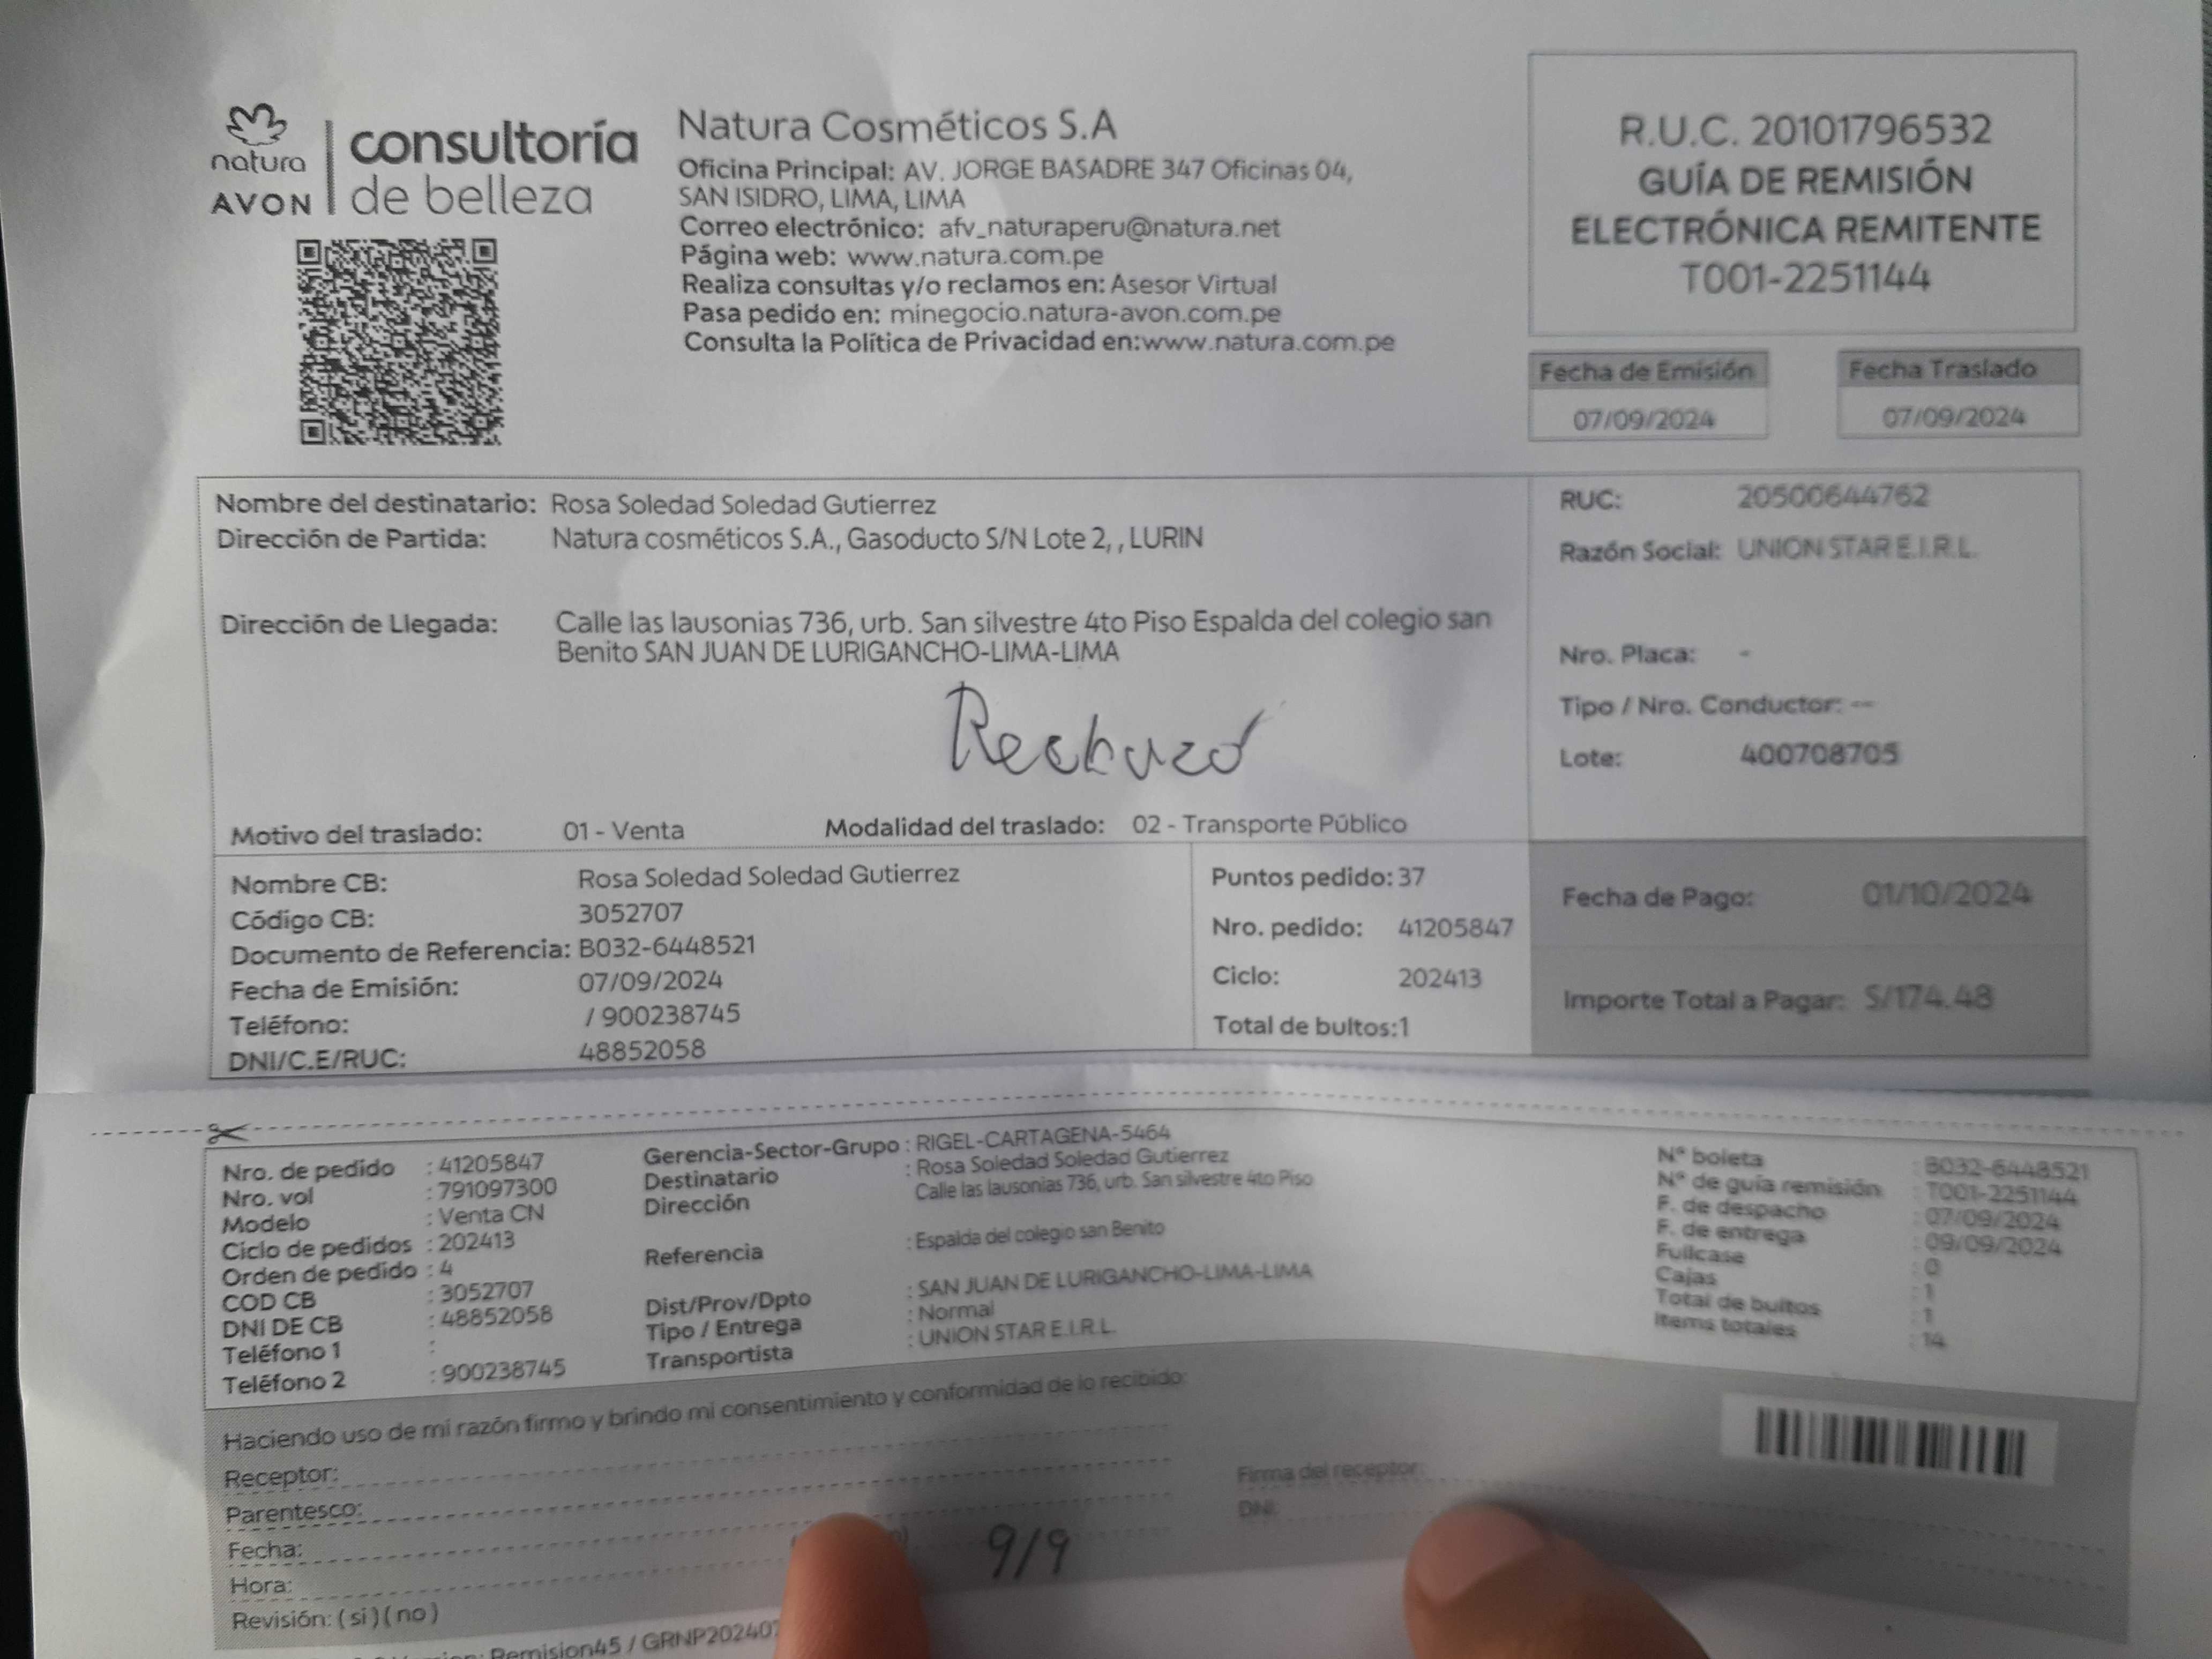 natura
AVON
consultoría
de belleza
Natura Cosméticos S.A
Oficina Principal: AV. JORGE BASADRE 347 Oficinas 04,
SAN ISIDRO, LIMA, LIMA
Correo electrónico: afv_naturaperu@natura.net
Página web: www.natura.com.pe
Realiza consultas y/o reclamos en: Asesor Virtual
Pasa pedido en: minegocio.natura-avon.com.pe
Consulta la Política de Privacidad en:www.natura.com.pe
R.U.C. 20101796532
GUÍA DE REMISIÓN
ELECTRÓNICA REMITENTE
T001-2251144
Fecha de Emisión
07/09/2024
Fecha Traslado
07/09/2024
Nombre del destinatario: Rosa Soledad Soledad Gutierrez
Dirección de Partida: Natura cosméticos S.A., Gasoducto S/N Lote 2, , LURIN
Dirección de Llegada: Calle las lausonias 736, urb. San silvestre 4to Piso Espalda del colegio san
Benito SAN JUAN DE LURIGANCHO-LIMA-LIMA
Rechuzó
Motivo del traslado: 01 - Venta Modalidad del traslado: 02 - Transporte Público
RUC: 20500644762
Razón Social: UNION STAR E.I.R.L.
Nro. Placa: -
Tipo / Nro. Conductor: --
Lote: 400708705
Nombre CB: Rosa Soledad Soledad Gutierrez
Código CB: 3052707
Documento de Referencia: B032-6448521
Fecha de Emisión: 07/09/2024
Teléfono: / 900238745
DNI/C.E/RUC: 48852058
Puntos pedido: 37
Nro. pedido: 41205847
Ciclo: 202413
Total de bultos:1
Fecha de Pago: 01/10/2024
Importe Total a Pagar: S/174.48
Nro. de pedido : 41205847
Nro. vol : 791097300
Modelo : Venta CN
Ciclo de pedidos : 202413
Orden de pedido : 4
COD CB : 3052707
DNI DE CB : 48852058
Teléfono 1 :
Teléfono 2 : 900238745
Gerencia-Sector-Grupo : RIGEL-CARTAGENA-5464
Destinatario : Rosa Soledad Soledad Gutierrez
Dirección Calle las lausonias 736, urb. San silvestre 4to Piso
Referencia : Espalda del colegio san Benito
Dist/Prov/Dpto : SAN JUAN DE LURIGANCHO-LIMA-LIMA
Tipo / Entrega : Normal
Transportista : UNION STAR E.I.R.L.
N° boleta : B032-6448521
N° de guía remisión : T001-2251144
F. de despacho : 07/09/2024
F. de entrega : 09/09/2024
Fullcase : 0
Cajas : 1
Total de bultos : 1
Items totales : 14
Haciendo uso de mi razón firmo y brindo mi consentimiento y conformidad de lo recibido:
Receptor:
Parentesco:
Fecha:
Hora:
Revisión: ( si ) ( no )
9/9
Firma del receptor:
DNI:
Remision45 / GRNP20240